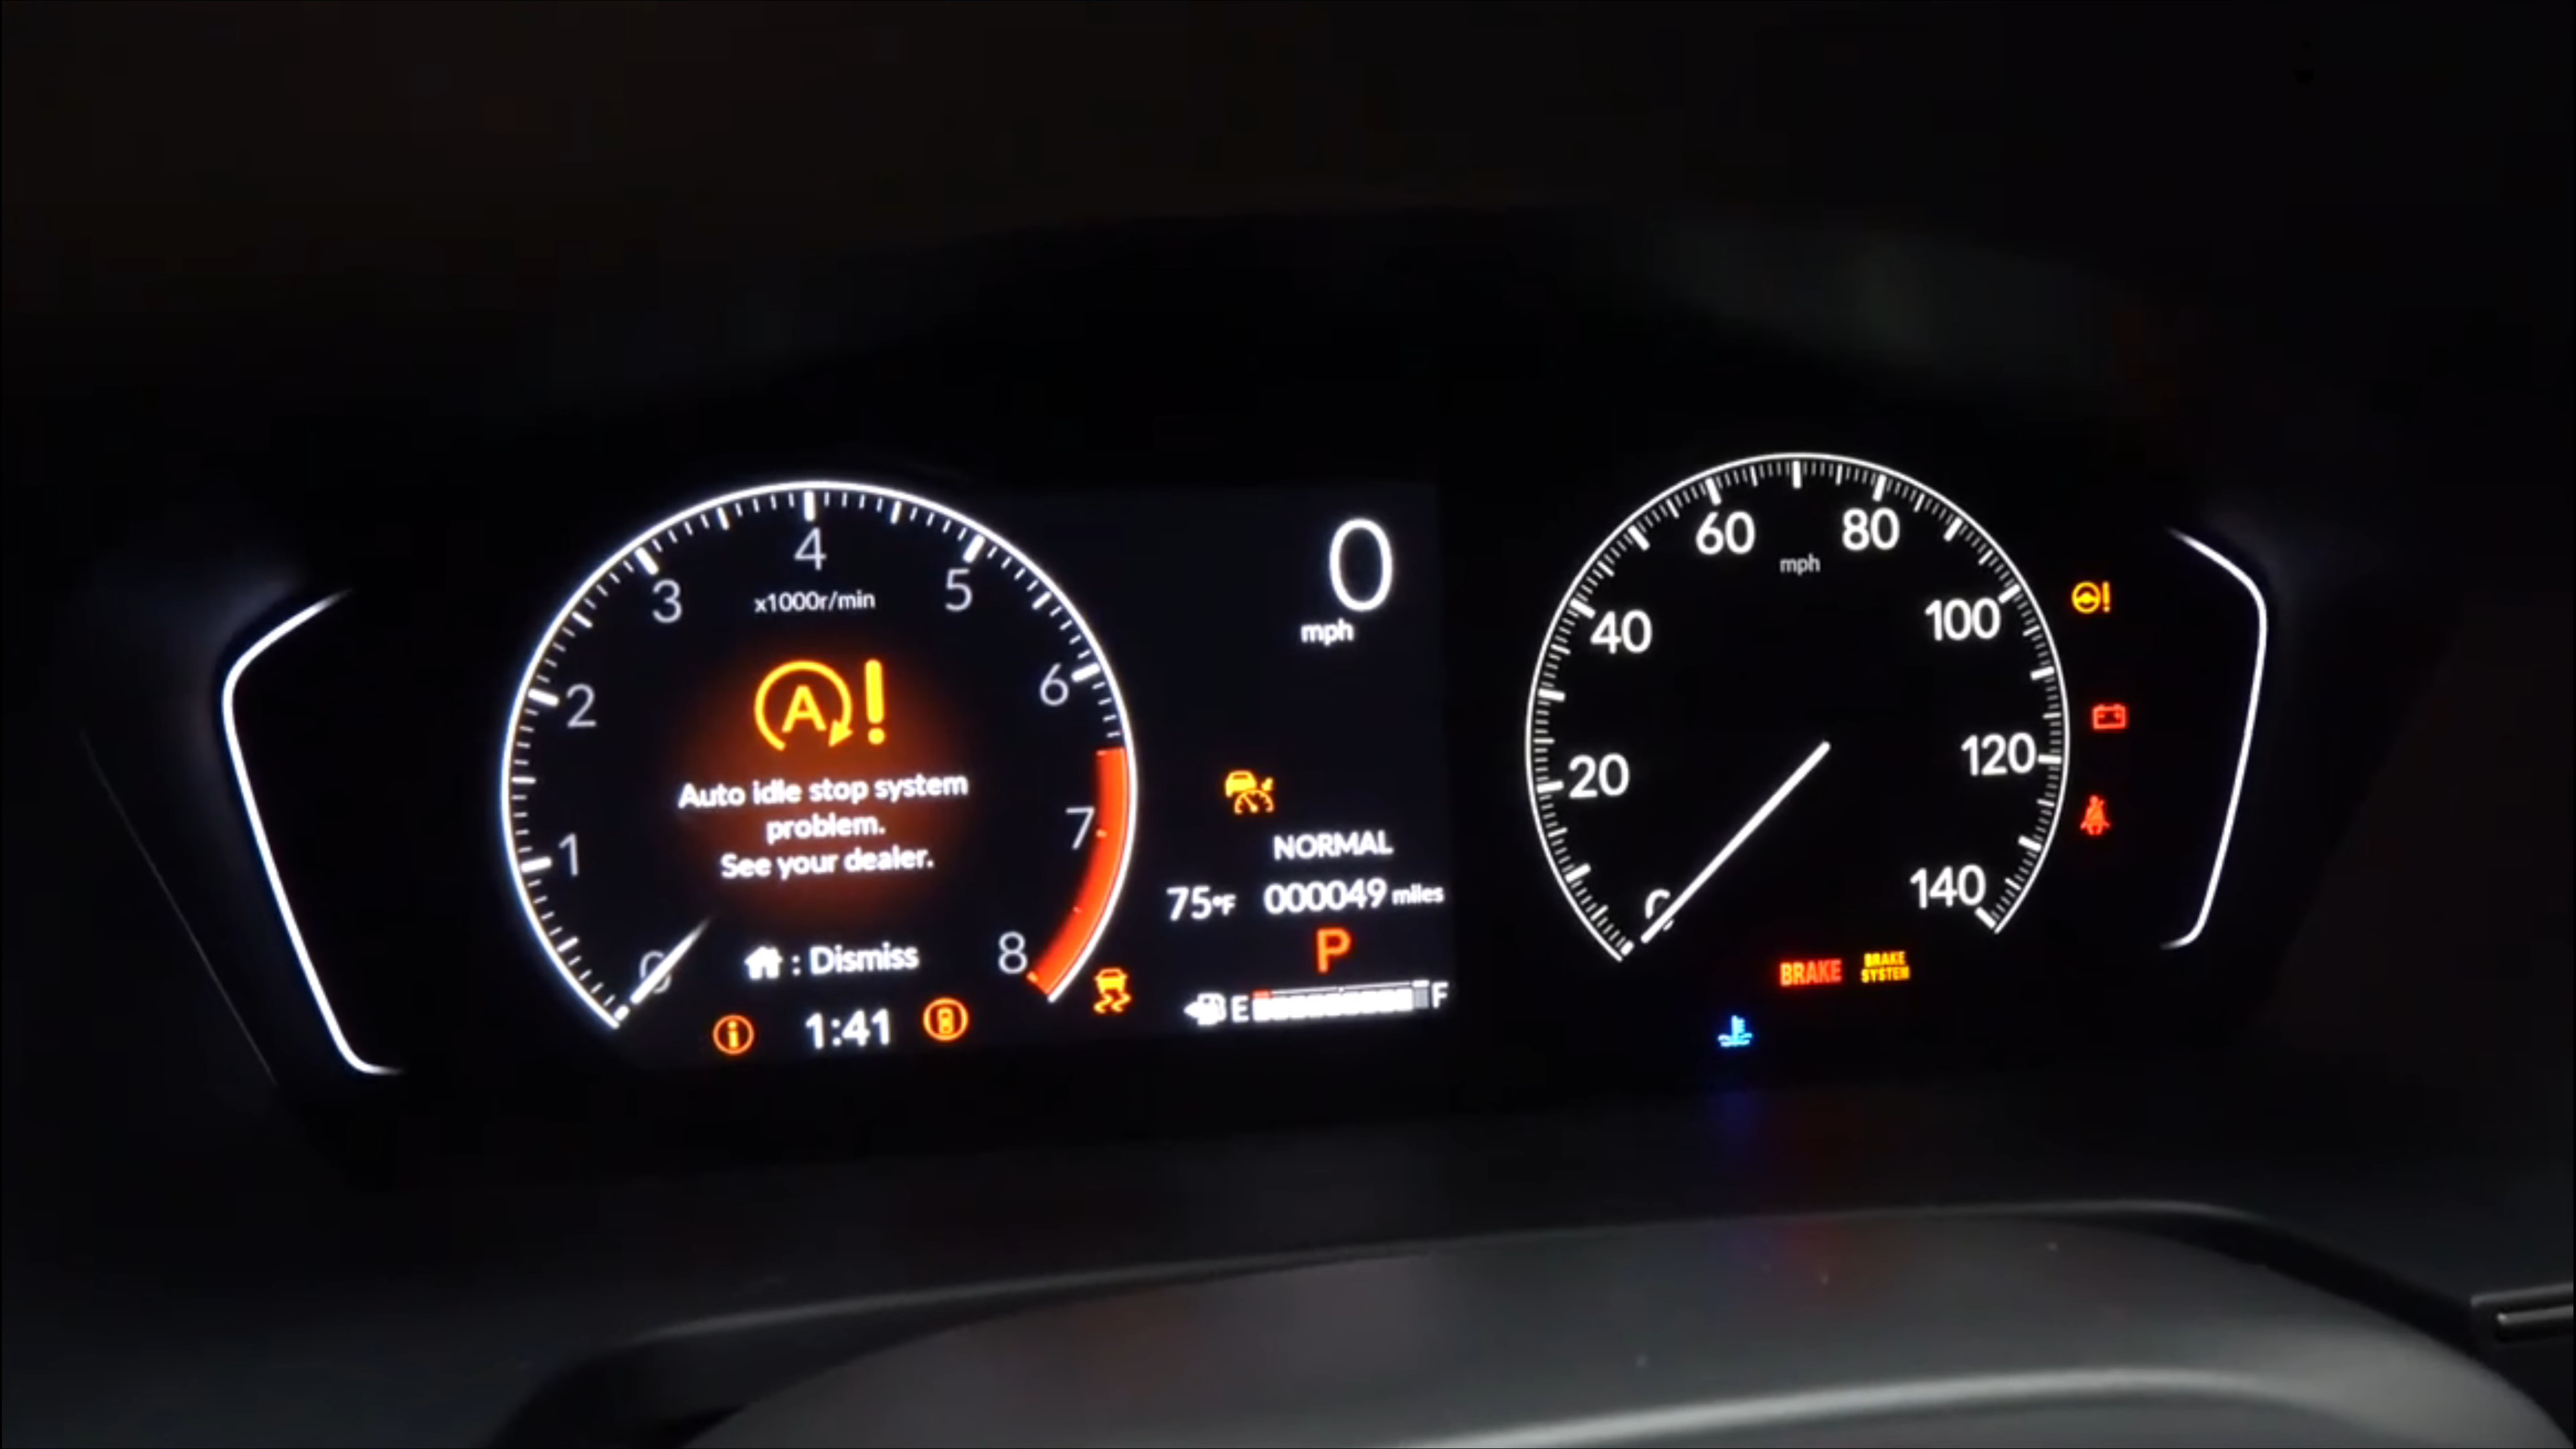 4
3
5
x1000r/min
2
6
A!
Auto idle stop system
problem.
See your dealer.
1
7
0
8
: Dismiss
i
1:41
0
mph
NORMAL
75°F 000049 miles
P
E F
60
80
mph
40
100
20
120
0
140
!
BRAKE
BRAKE
SYSTEM